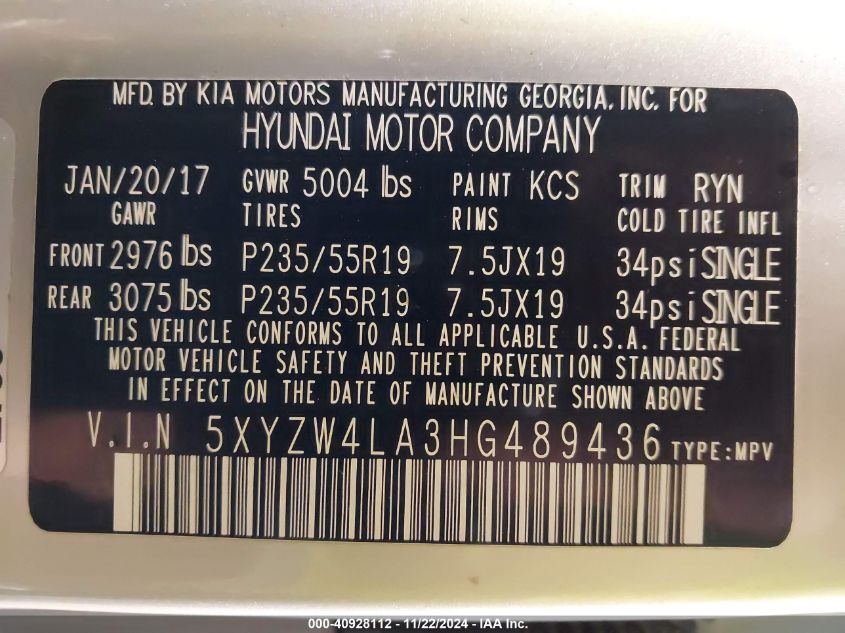 MFD. BY KIA MOTORS MANUFACTURING GEORGIA, INC. FOR
HYUNDAI MOTOR COMPANY
JAN/20/17 GVWR 5004 lbs PAINT KCS TRIM RYN
GAWR TIRES RIMS COLD TIRE INFL
FRONT 2976 lbs P235/55R19 7.5JX19 34psi SINGLE
REAR 3075 lbs P235/55R19 7.5JX19 34psi SINGLE
THIS VEHICLE CONFORMS TO ALL APPLICABLE U.S.A. FEDERAL
MOTOR VEHICLE SAFETY AND THEFT PREVENTION STANDARDS
IN EFFECT ON THE DATE OF MANUFACTURE SHOWN ABOVE
V.I.N 5XYZW4LA3HG489436 TYPE:MPV
000-40928112 - 11/22/2024 - IAA Inc.